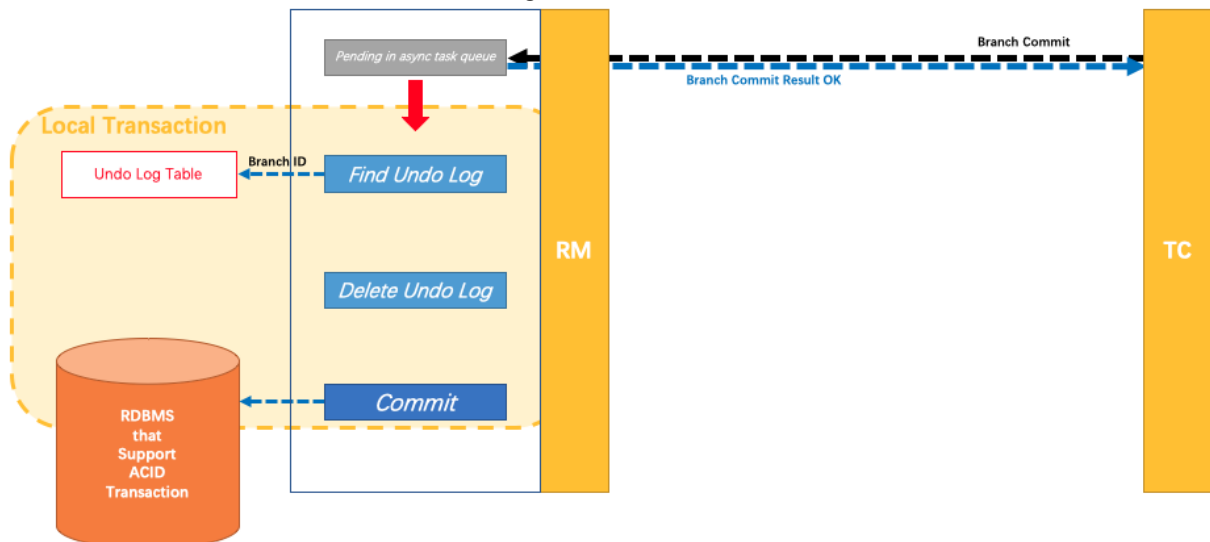 Pending in async task queue
Branch Commit
Branch Commit Result OK
Local Transaction
Undo Log Table
Branch ID
Find Undo Log
RM
TC
Delete Undo Log
Commit
RDBMS
that
Support
ACID
Transaction